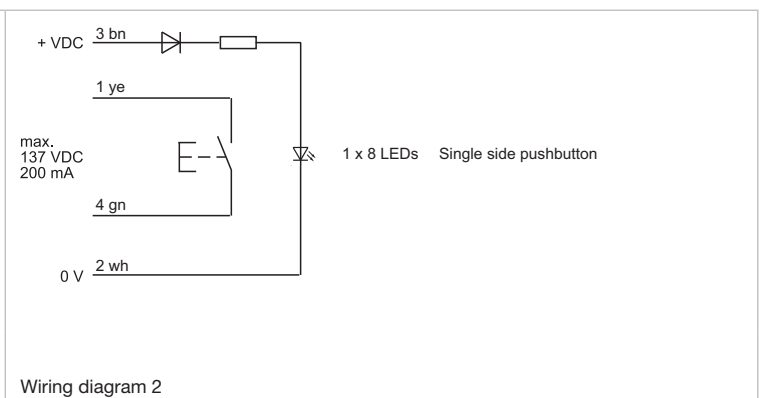 + VDC 3 bn
1 ye
max.
137 VDC
200 mA
1 x 8 LEDs Single side pushbutton
4 gn
0 V 2 wh
Wiring diagram 2